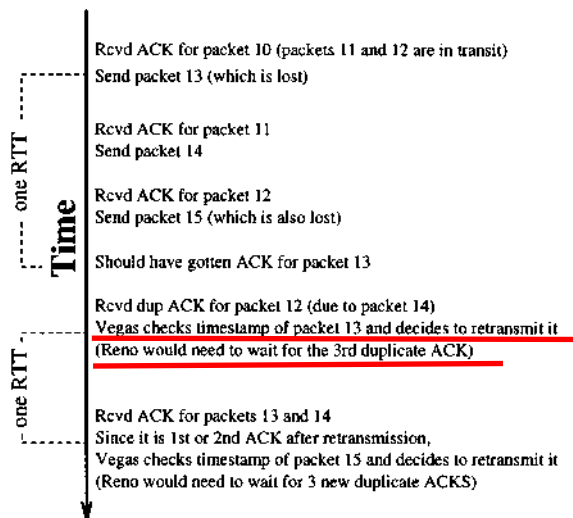 Rcvd ACK for packet 10 (packets 11 and 12 are in transit)
Send packet 13 (which is lost)
one RTT
Time
Rcvd ACK for packet 11
Send packet 14
Rcvd ACK for packet 12
Send packet 15 (which is also lost)
Should have gotten ACK for packet 13
Rcvd dup ACK for packet 12 (due to packet 14)
Vegas checks timestamp of packet 13 and decides to retransmit it
(Reno would need to wait for the 3rd duplicate ACK)
one RTT
Rcvd ACK for packets 13 and 14
Since it is 1st or 2nd ACK after retransmission,
Vegas checks timestamp of packet 15 and decides to retransmit it
(Reno would need to wait for 3 new duplicate ACKS)